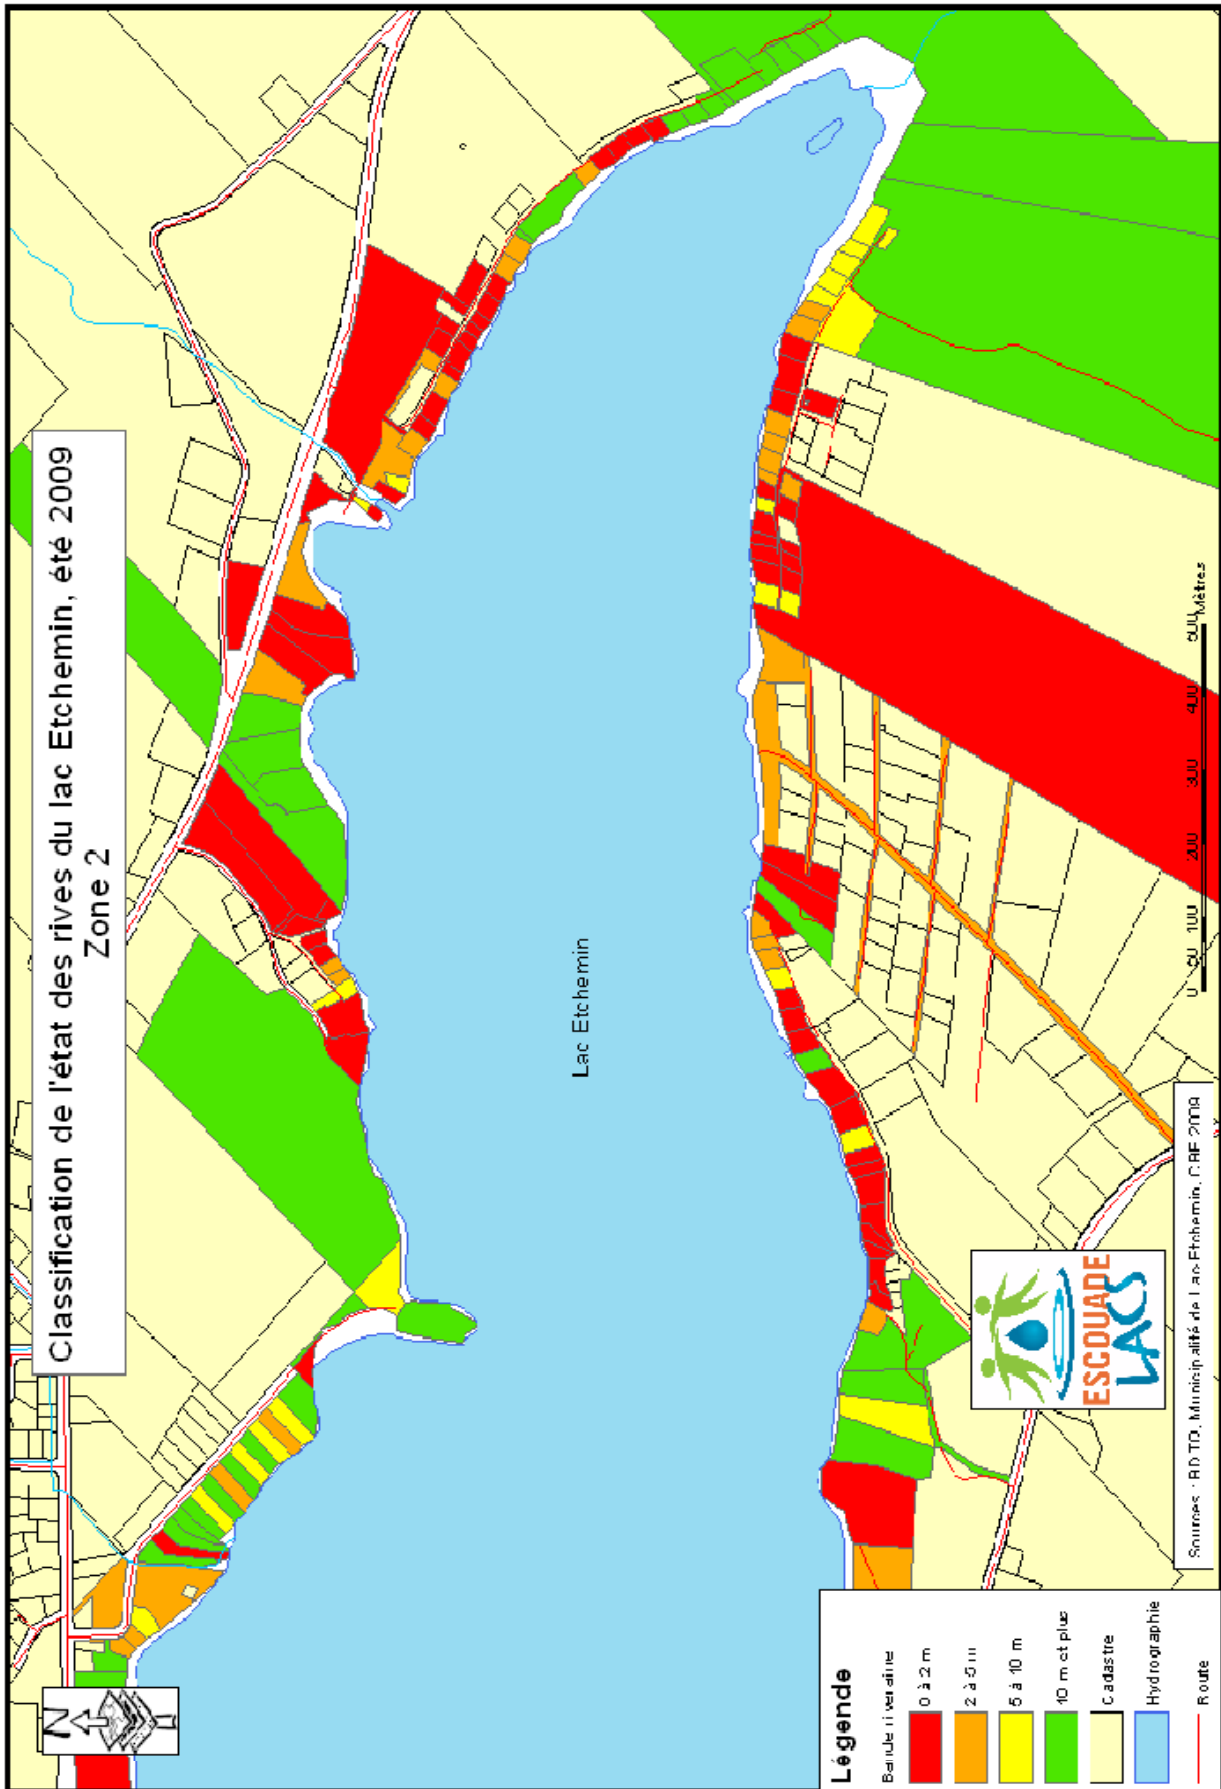 Classification de l'état des rives du lac Etchemin, été 2009
Zone 2
N
Lac Etchemin
0 50 100 200 300 400 500
Mètres
ESCOUADE
LACS
Sources : BDTQ, Municipalité de Lac-Etchemin, CBE 2009
Légende
Bande riveraine
0 à 2 m
2 à 5 m
5 à 10 m
10 m et plus
Cadastre
Hydrographie
Route